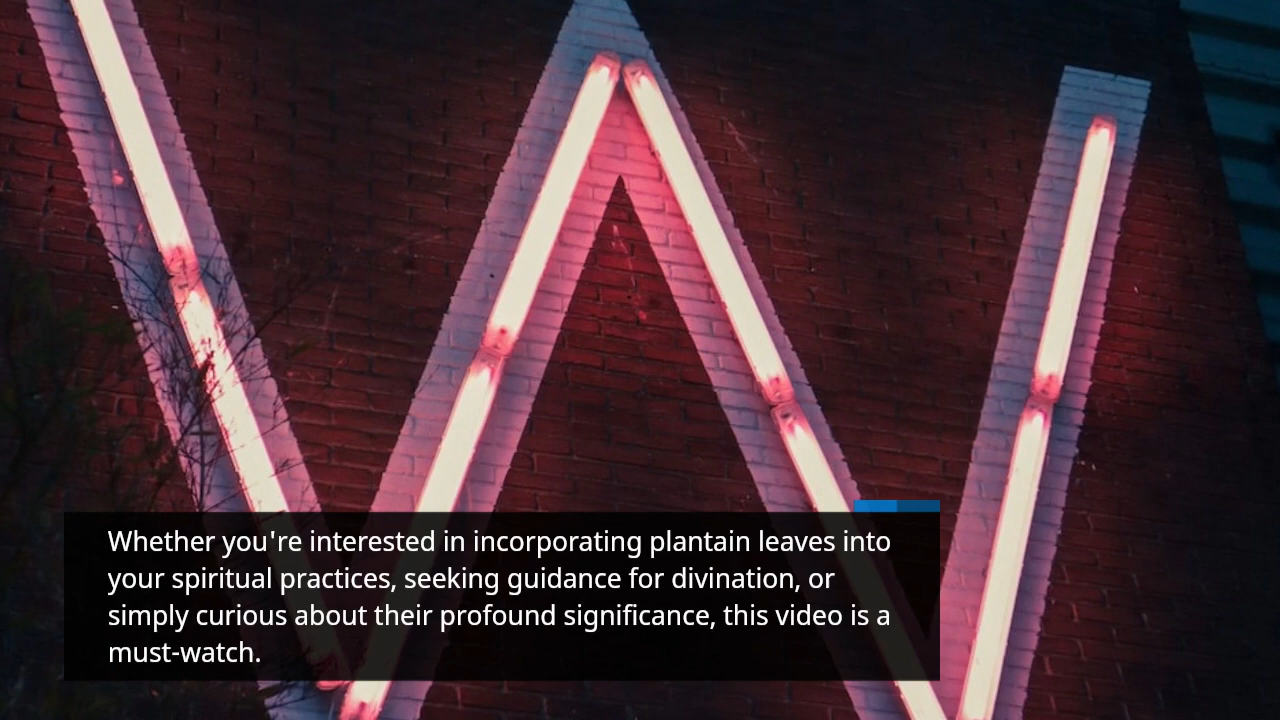 W
Whether you're interested in incorporating plantain leaves into
your spiritual practices, seeking guidance for divination, or
simply curious about their profound significance, this video is a
must-watch.